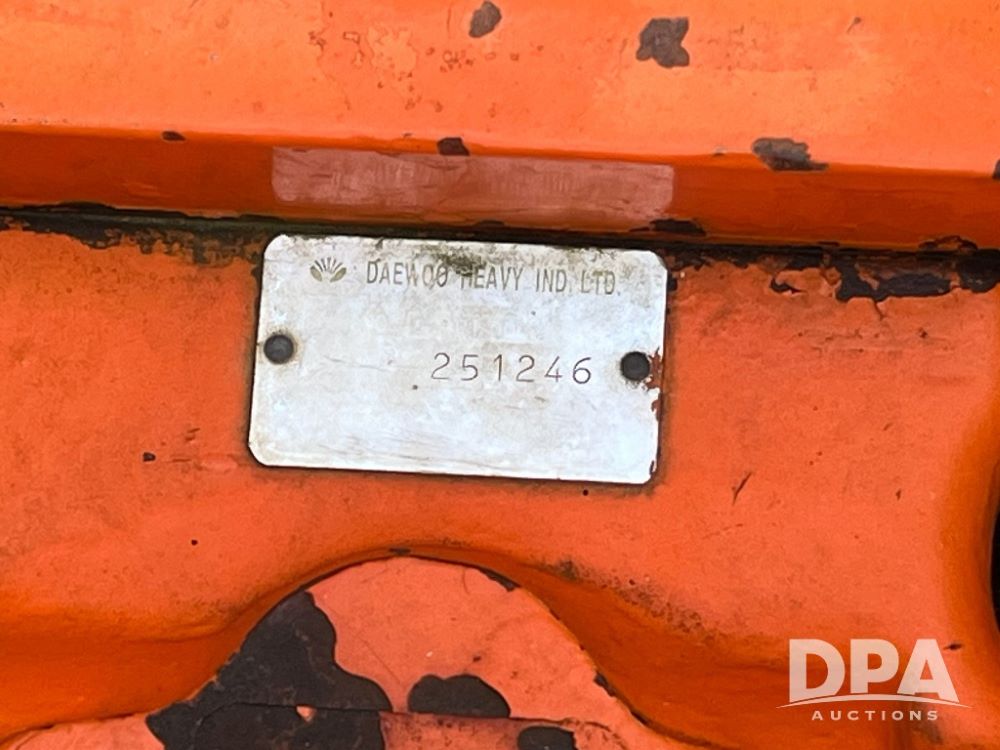 DAEWOO HEAVY IND. LTD.
251246
DPA
AUCTIONS